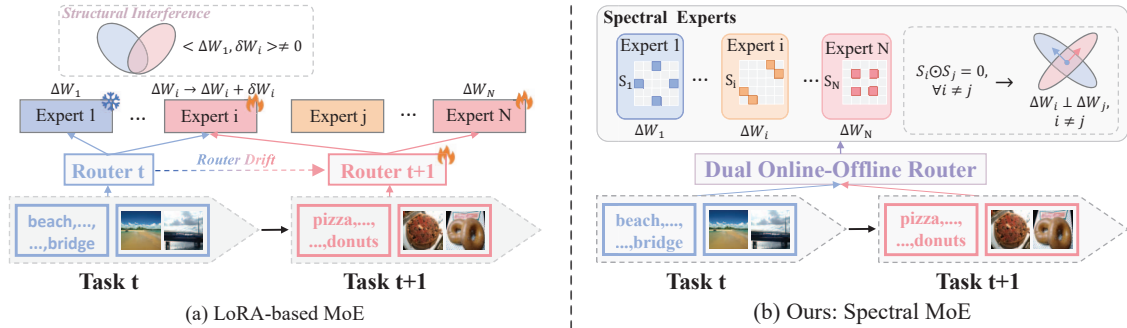 Structural Interference
< ΔW₁, δWᵢ >≠ 0
ΔW₁
ΔWᵢ → ΔWᵢ + δWᵢ
ΔW_N
Expert 1
...
Expert i
Expert j
...
Expert N
Router t
Router Drift
Router t+1
beach,...,
...,bridge
pizza,...,
...,donuts
Task t
Task t+1
(a) LoRA-based MoE
Spectral Experts
Expert 1
Expert i
Expert N
S₁
...
Sᵢ
...
S_N
ΔW₁
ΔWᵢ
ΔW_N
Sᵢ⊙Sⱼ = 0,
∀i ≠ j
→
ΔWᵢ ⊥ ΔWⱼ,
i ≠ j
Dual Online-Offline Router
beach,...,
...,bridge
pizza,...,
...,donuts
Task t
Task t+1
(b) Ours: Spectral MoE